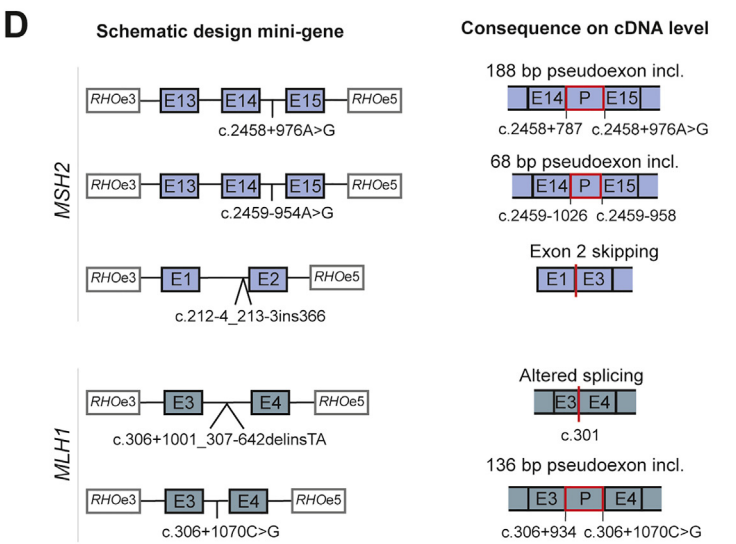 D
Schematic design mini-gene
Consequence on cDNA level
MSH2
RHOe3 E13 E14 E15 RHOe5
c.2458+976A>G
188 bp pseudoexon incl.
E14 P E15
c.2458+787 c.2458+976A>G
RHOe3 E13 E14 E15 RHOe5
c.2459-954A>G
68 bp pseudoexon incl.
E14 P E15
c.2459-1026 c.2459-958
RHOe3 E1 E2 RHOe5
c.212-4_213-3ins366
Exon 2 skipping
E1 E3
MLH1
RHOe3 E3 E4 RHOe5
c.306+1001_307-642delinsTA
Altered splicing
E3 E4
c.301
RHOe3 E3 E4 RHOe5
c.306+1070C>G
136 bp pseudoexon incl.
E3 P E4
c.306+934 c.306+1070C>G